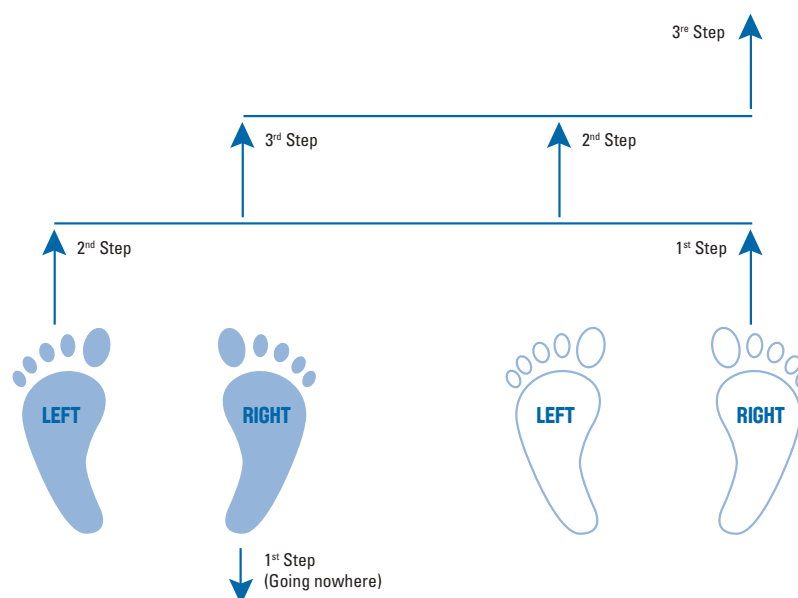 3re Step
3rd Step
2nd Step
2nd Step
1st Step
LEFT
RIGHT
LEFT
RIGHT
1st Step
(Going nowhere)